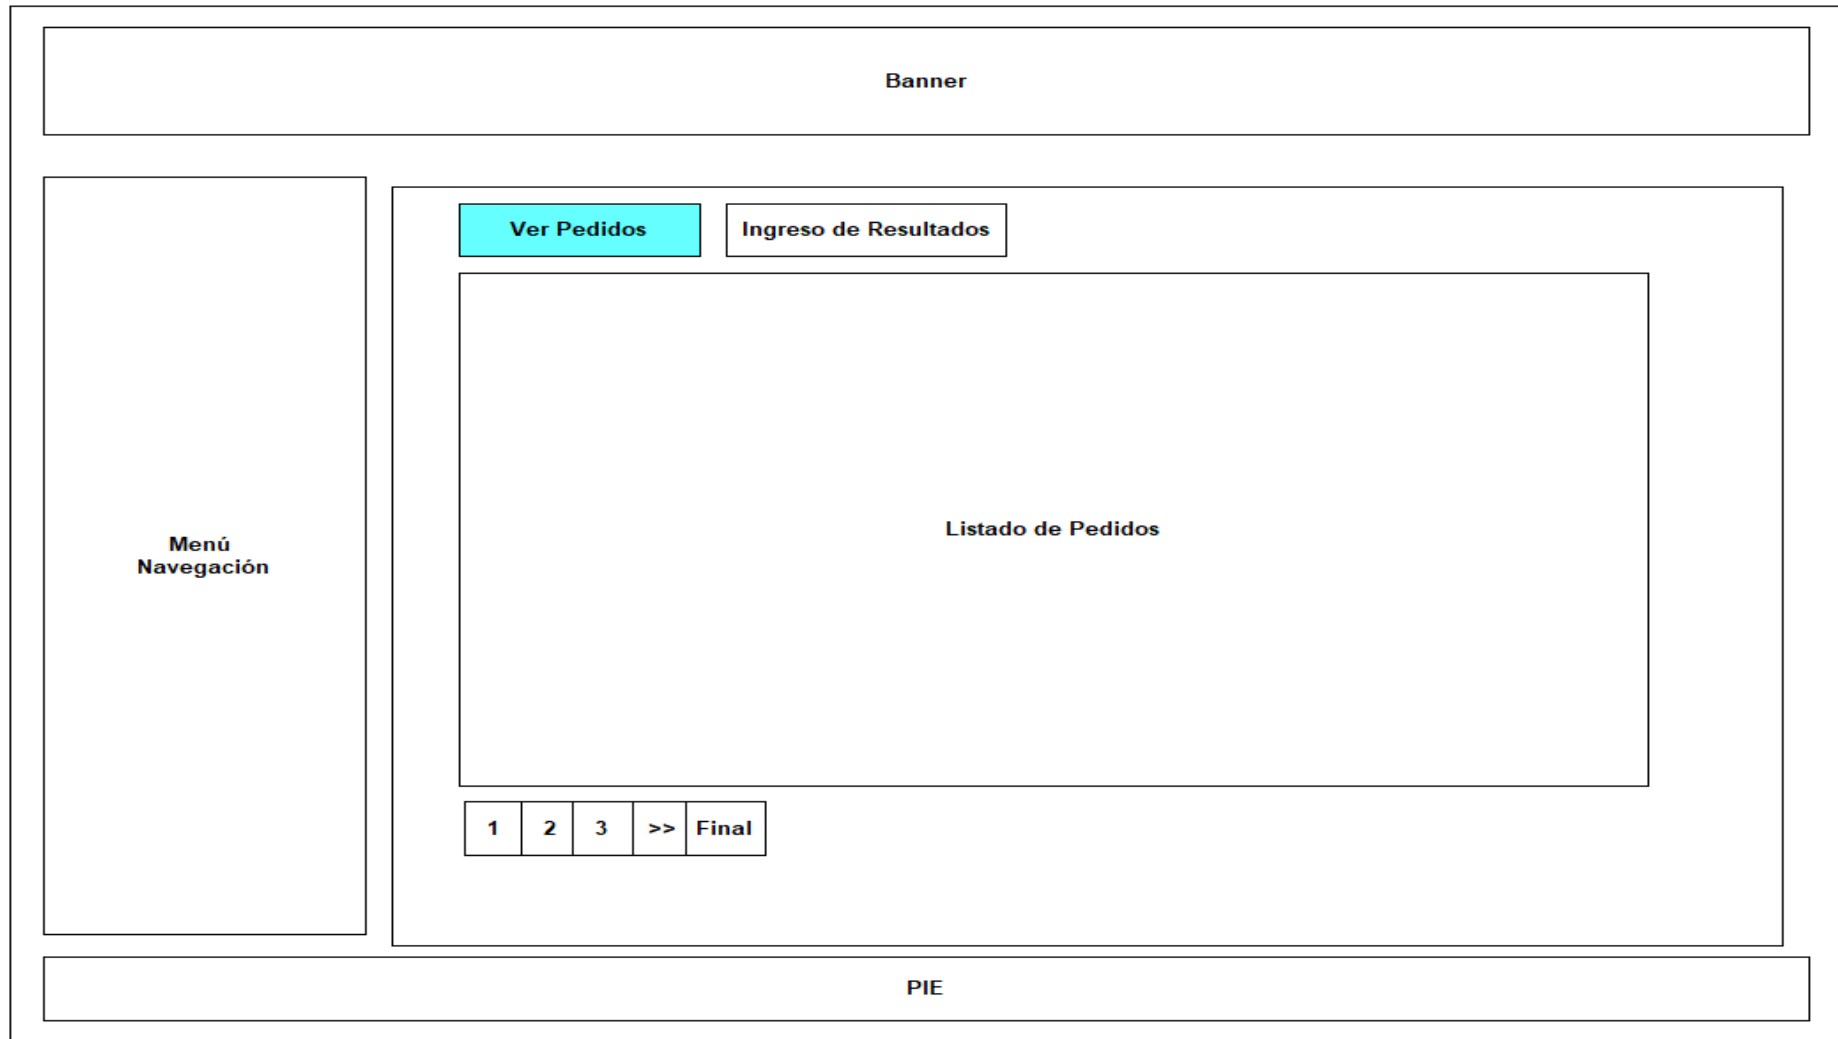 Banner
Ver Pedidos
Ingreso de Resultados
Menú
Navegación
Listado de Pedidos
1 2 3 >> Final
PIE